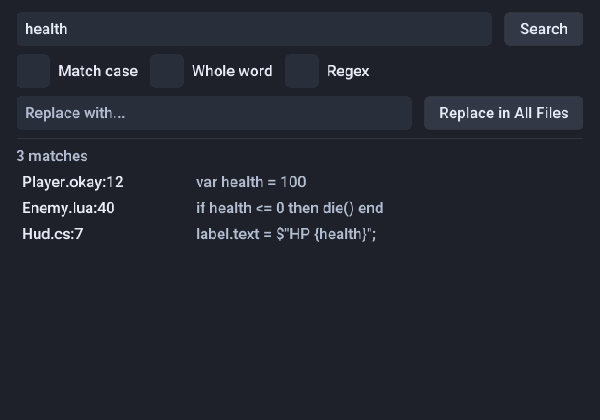 health Search
Match case Whole word Regex
Replace with... Replace in All Files
3 matches
Player.okay:12 var health = 100
Enemy.lua:40 if health <= 0 then die() end
Hud.cs:7 label.text = $"HP {health}";